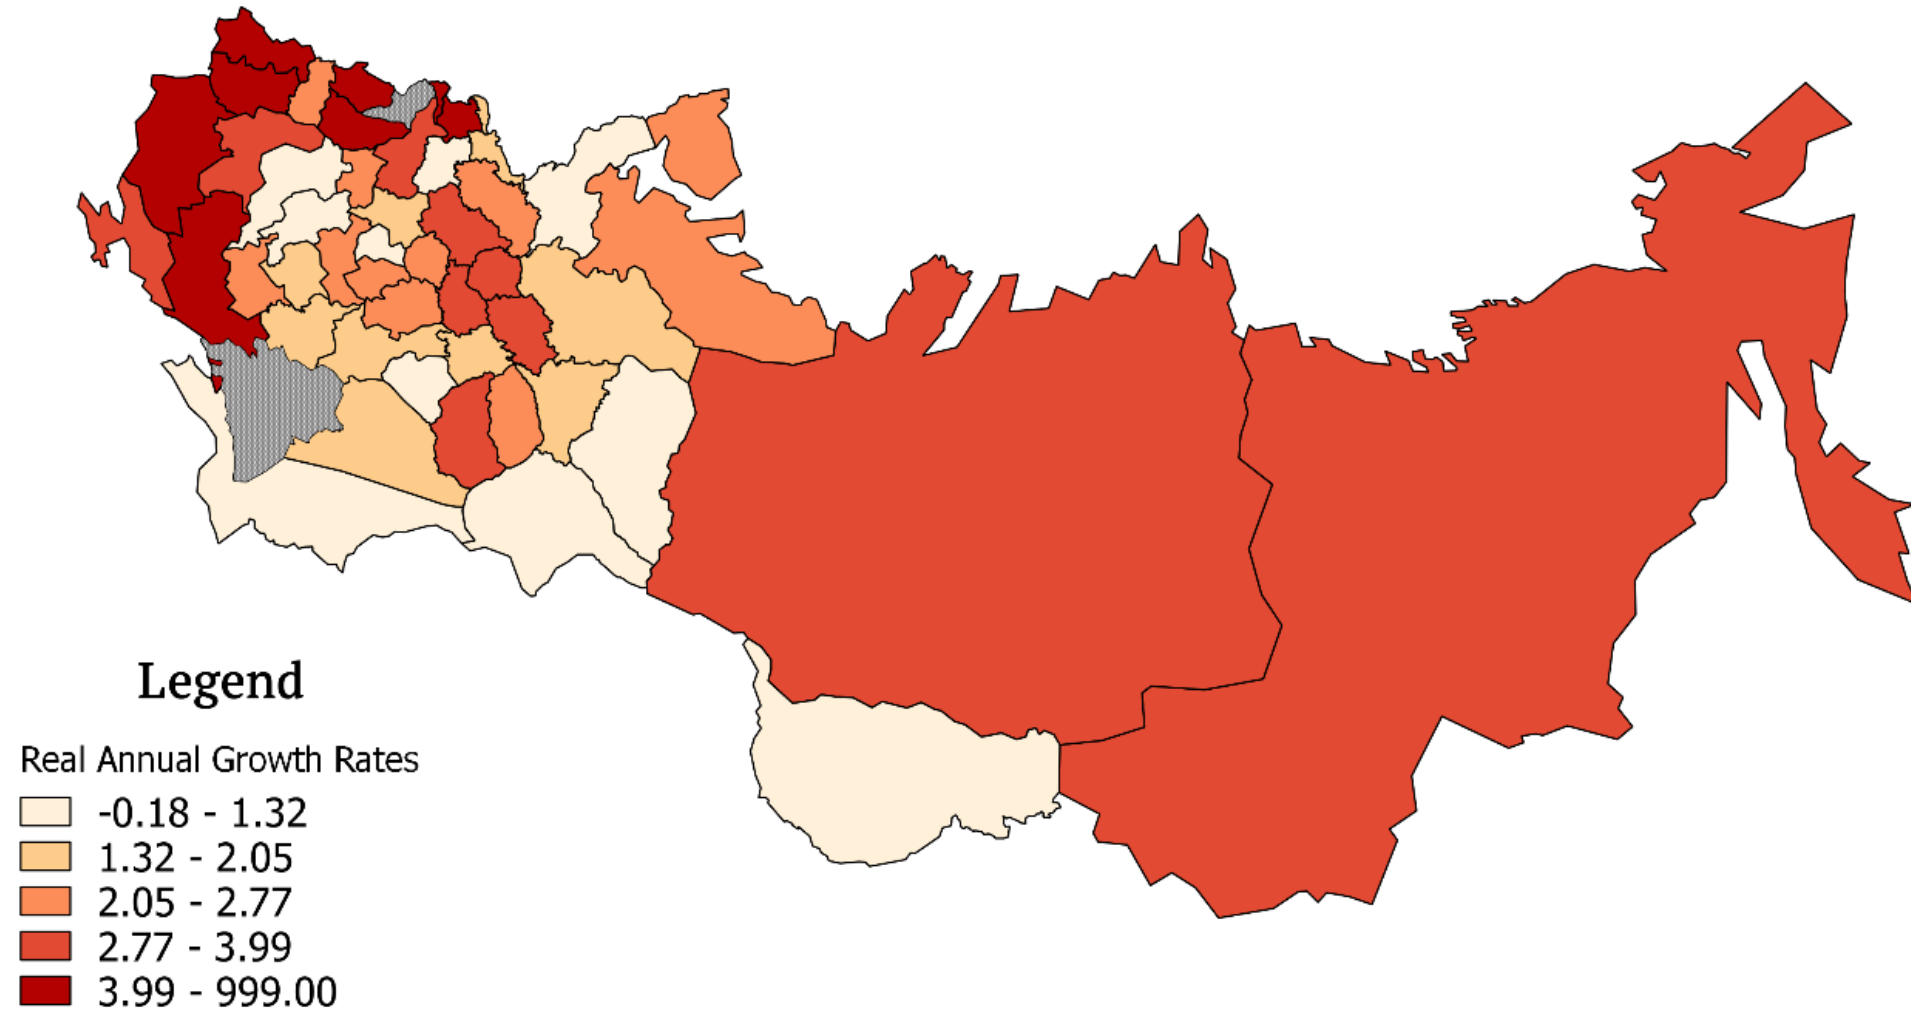 Legend
Real Annual Growth Rates
-0.18 - 1.32
1.32 - 2.05
2.05 - 2.77
2.77 - 3.99
3.99 - 999.00